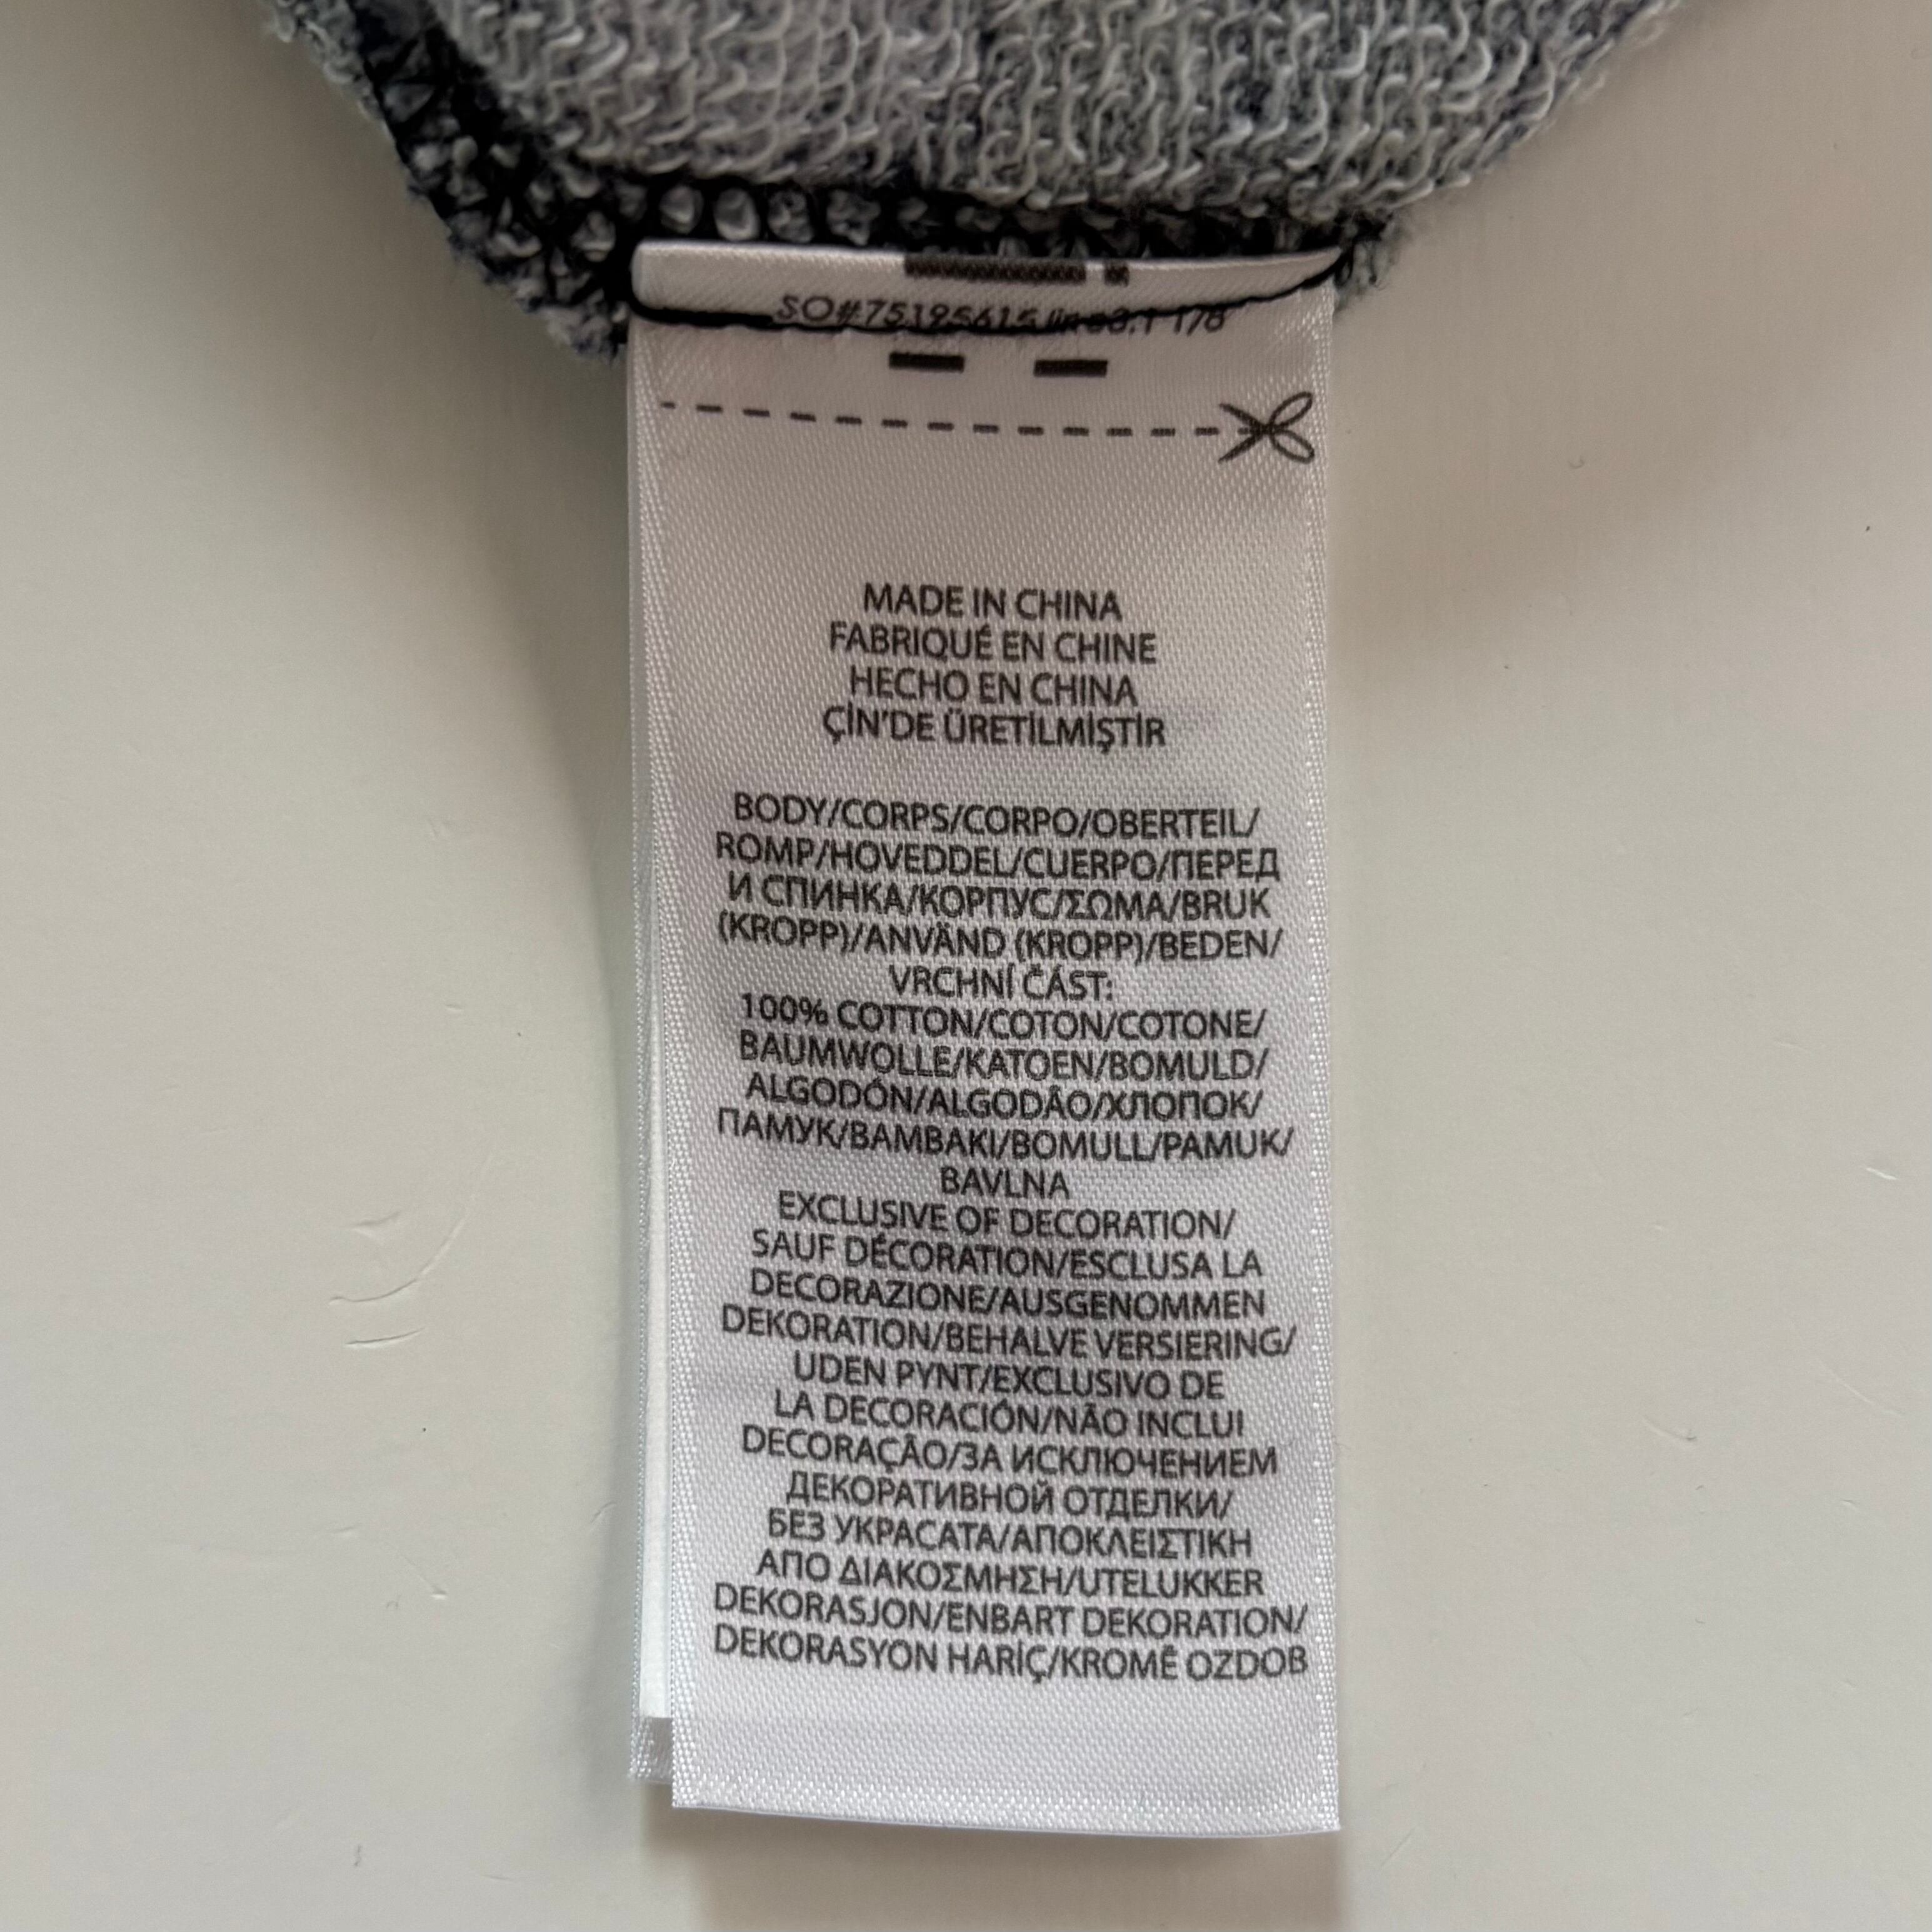 SO#75195615
MADE IN CHINA
FABRIQUÉ EN CHINE
HECHO EN CHINA
ÇİN'DE ÜRETİLMİŞTİR
BODY/CORPS/CORPO/OBERTEIL/
ROMP/HOVEDDEL/CUERPO/ПЕРЕД
И СПИНКА/КОРПУС/ΣΩΜΑ/BRUK
(KROPP)/ANVÄND (KROPP)/BEDEN/
VRCHNÍ ČÁST:
100% COTTON/COTON/COTONE/
BAUMWOLLE/KATOEN/BOMULD/
ALGODÓN/ALGODÃO/ХЛОПОК/
ПАМУК/BAMBAKI/BOMULL/PAMUK/
BAVLNA
EXCLUSIVE OF DECORATION/
SAUF DÉCORATION/ESCLUSA LA
DECORAZIONE/AUSGENOMMEN
DEKORATION/BEHALVE VERSIERING/
UDEN PYNT/EXCLUSIVO DE
LA DECORACIÓN/NÃO INCLUI
DECORAÇÃO/ЗА ИСКЛЮЧЕНИЕМ
ДЕКОРАТИВНОЙ ОТДЕЛКИ/
БЕЗ УКРАСАТА/ΑΠΟΚΛΕΙΣΤΙΚΗ
ΑΠΟ ΔΙΑΚΟΣΜΗΣΗ/UTELUKKER
DEKORASJON/ENBART DEKORATION/
DEKORASYON HARİÇ/KROMĚ OZDOB